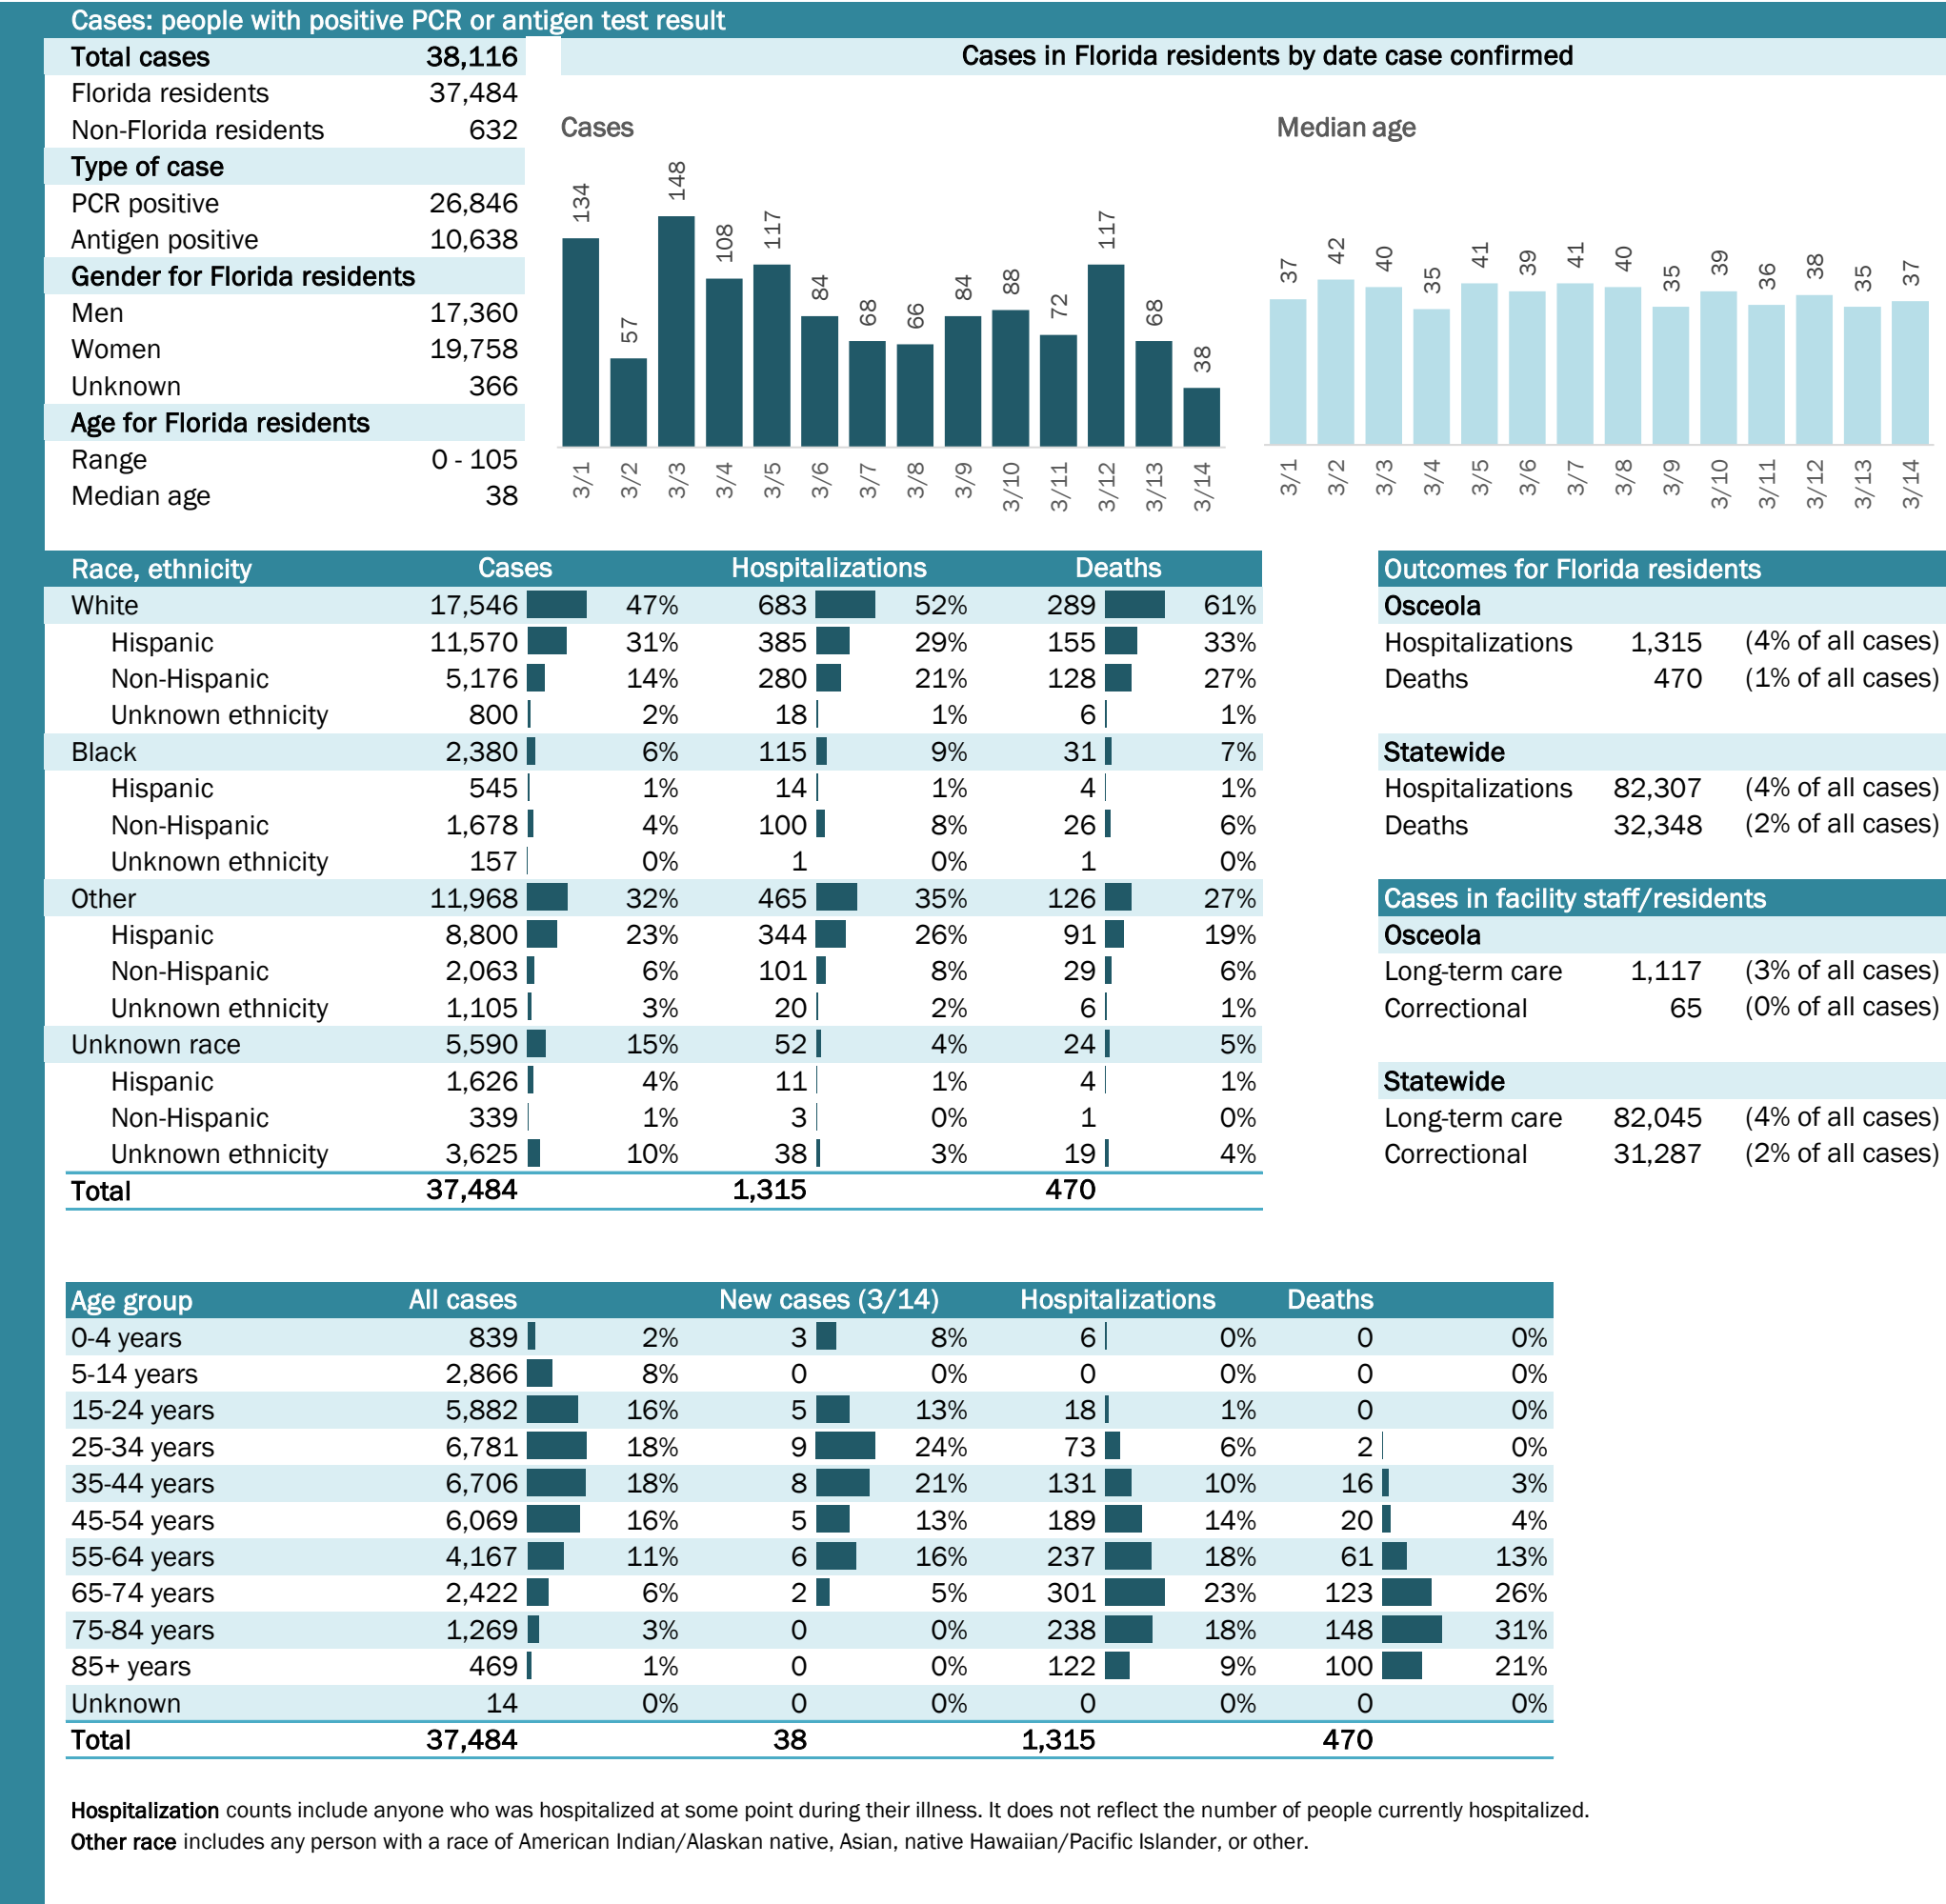 Cases: people with positive PCR or antigen test result
Total cases 38,116
Florida residents 37,484
Non-Florida residents 632
Type of case
PCR positive 26,846
Antigen positive 10,638
Gender for Florida residents
Men 17,360
Women 19,758
Unknown 366
Age for Florida residents
Range 0 - 105
Median age 38
Cases in Florida residents by date case confirmed
Cases
134 57 148 108 117 84 68 66 84 88 72 117 68 38
3/1 3/2 3/3 3/4 3/5 3/6 3/7 3/8 3/9 3/10 3/11 3/12 3/13 3/14
Median age
37 42 40 35 41 39 41 40 35 39 36 38 35 37
3/1 3/2 3/3 3/4 3/5 3/6 3/7 3/8 3/9 3/10 3/11 3/12 3/13 3/14
Race, ethnicity Cases Hospitalizations Deaths
White 17,546 47% 683 52% 289 61%
Hispanic 11,570 31% 385 29% 155 33%
Non-Hispanic 5,176 14% 280 21% 128 27%
Unknown ethnicity 800 2% 18 1% 6 1%
Black 2,380 6% 115 9% 31 7%
Hispanic 545 1% 14 1% 4 1%
Non-Hispanic 1,678 4% 100 8% 26 6%
Unknown ethnicity 157 0% 1 0% 1 0%
Other 11,968 32% 465 35% 126 27%
Hispanic 8,800 23% 344 26% 91 19%
Non-Hispanic 2,063 6% 101 8% 29 6%
Unknown ethnicity 1,105 3% 20 2% 6 1%
Unknown race 5,590 15% 52 4% 24 5%
Hispanic 1,626 4% 11 1% 4 1%
Non-Hispanic 339 1% 3 0% 1 0%
Unknown ethnicity 3,625 10% 38 3% 19 4%
Total 37,484 1,315 470
Outcomes for Florida residents
Osceola
Hospitalizations 1,315 (4% of all cases)
Deaths 470 (1% of all cases)
Statewide
Hospitalizations 82,307 (4% of all cases)
Deaths 32,348 (2% of all cases)
Cases in facility staff/residents
Osceola
Long-term care 1,117 (3% of all cases)
Correctional 65 (0% of all cases)
Statewide
Long-term care 82,045 (4% of all cases)
Correctional 31,287 (2% of all cases)
Age group All cases New cases (3/14) Hospitalizations Deaths
0-4 years 839 2% 3 8% 6 0% 0 0%
5-14 years 2,866 8% 0 0% 0 0% 0 0%
15-24 years 5,882 16% 5 13% 18 1% 0 0%
25-34 years 6,781 18% 9 24% 73 6% 2 0%
35-44 years 6,706 18% 8 21% 131 10% 16 3%
45-54 years 6,069 16% 5 13% 189 14% 20 4%
55-64 years 4,167 11% 6 16% 237 18% 61 13%
65-74 years 2,422 6% 2 5% 301 23% 123 26%
75-84 years 1,269 3% 0 0% 238 18% 148 31%
85+ years 469 1% 0 0% 122 9% 100 21%
Unknown 14 0% 0 0% 0 0% 0 0%
Total 37,484 38 1,315 470
Hospitalization counts include anyone who was hospitalized at some point during their illness. It does not reflect the number of people currently hospitalized.
Other race includes any person with a race of American Indian/Alaskan native, Asian, native Hawaiian/Pacific Islander, or other.